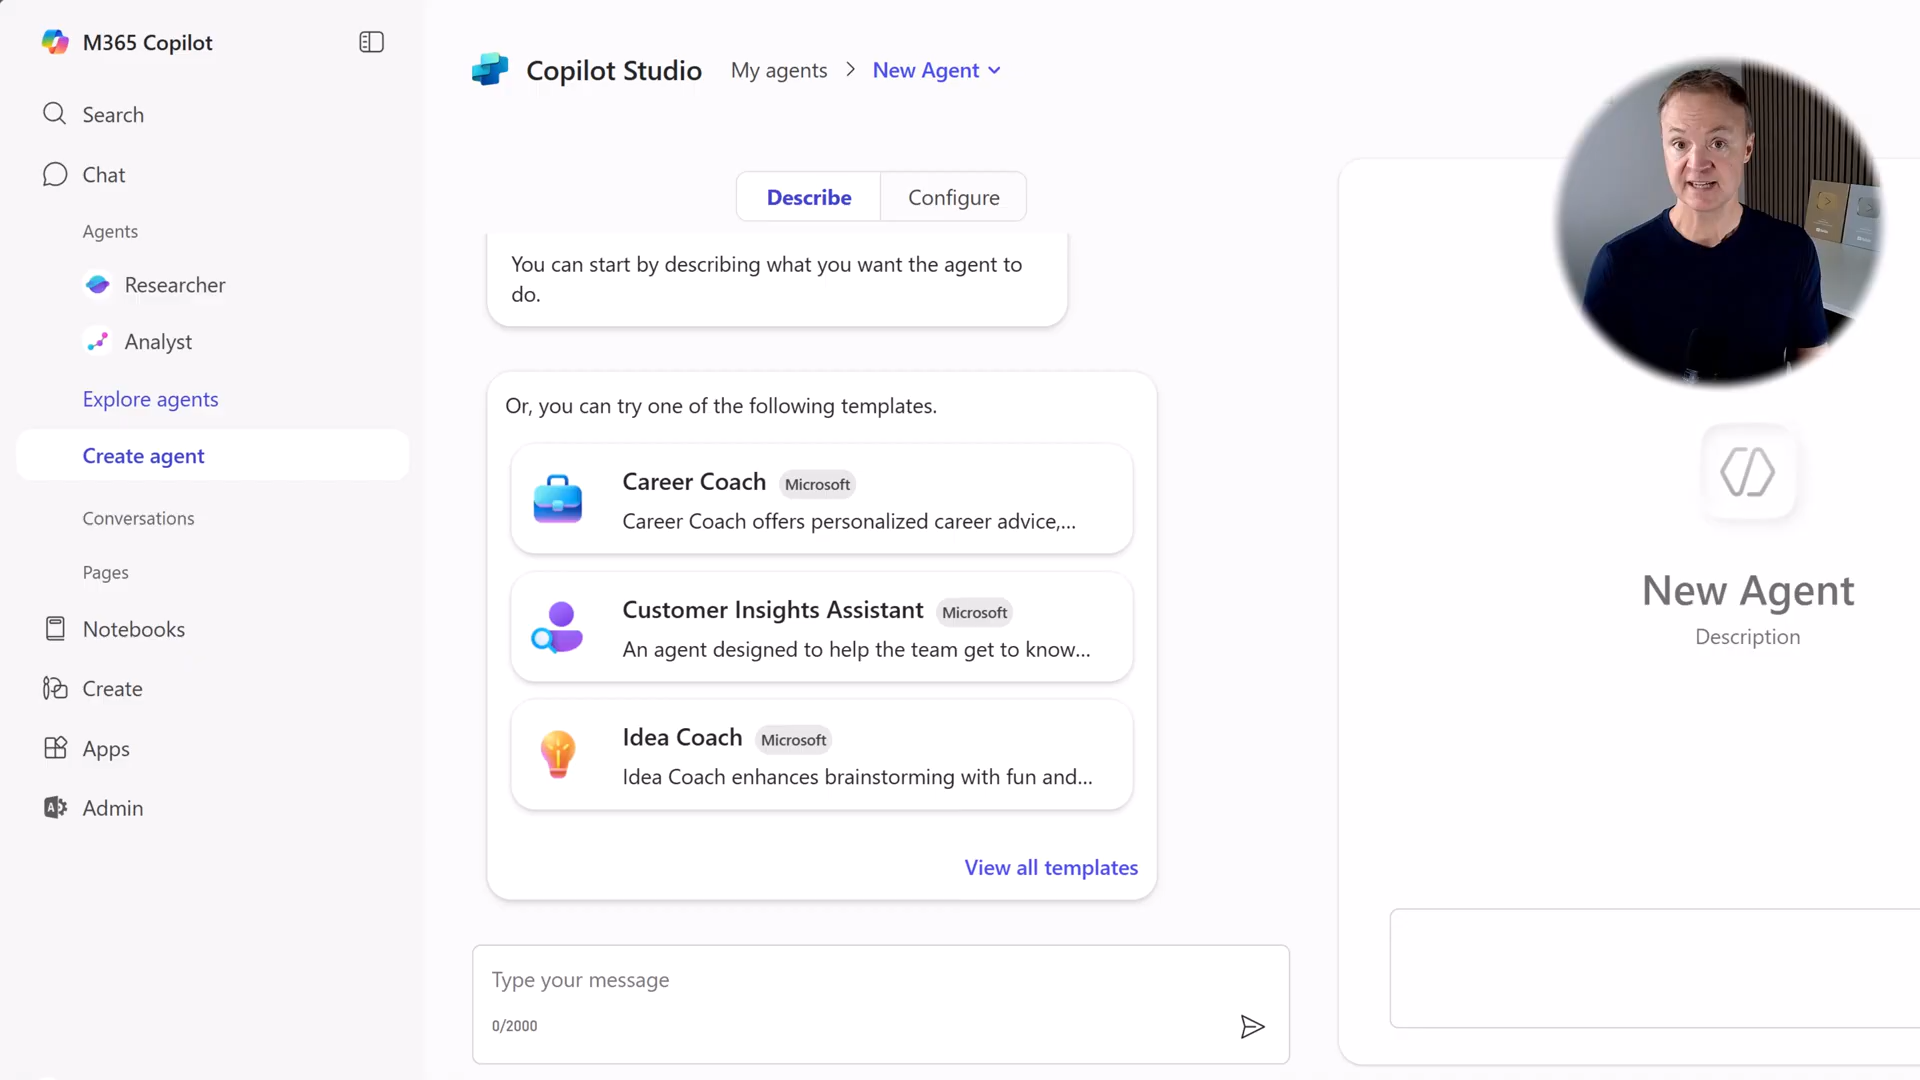 M365 Copilot
Search
Chat
Agents
Researcher
Analyst
Explore agents
Create agent
Conversations
Pages
Notebooks
Create
Apps
Admin
Copilot Studio
My agents
New Agent
Describe
Configure
You can start by describing what you want the agent to
do.
Or, you can try one of the following templates.
Career Coach Microsoft
Career Coach offers personalized career advice,...
Customer Insights Assistant Microsoft
An agent designed to help the team get to know...
Idea Coach Microsoft
Idea Coach enhances brainstorming with fun and...
View all templates
Type your message
0/2000
New Agent
Description